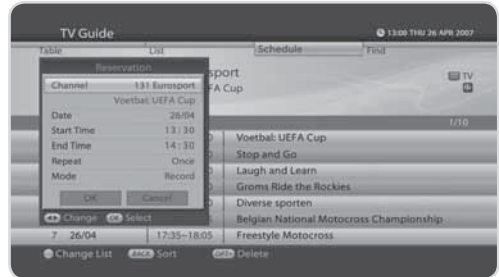 TV Guide
13:00 THU 26 APR 2007
Table List Schedule Find
Reservation
Channel 131 Eurosport
Voetbal: UEFA Cup
Date 26/04
Start Time 13/30
End Time 14:30
Repeat Once
Mode Record
OK Cancel
Change OK Select
port
FA Cup
TV
1/10
Voetbal: UEFA Cup
Stop and Go
Laugh and Learn
Groms Ride the Rockies
Diverse sporten
Belgian National Motocross Championship
7 26/04 17:35~18:05 Freestyle Motocross
Change List BACK Sort OPT+ Delete